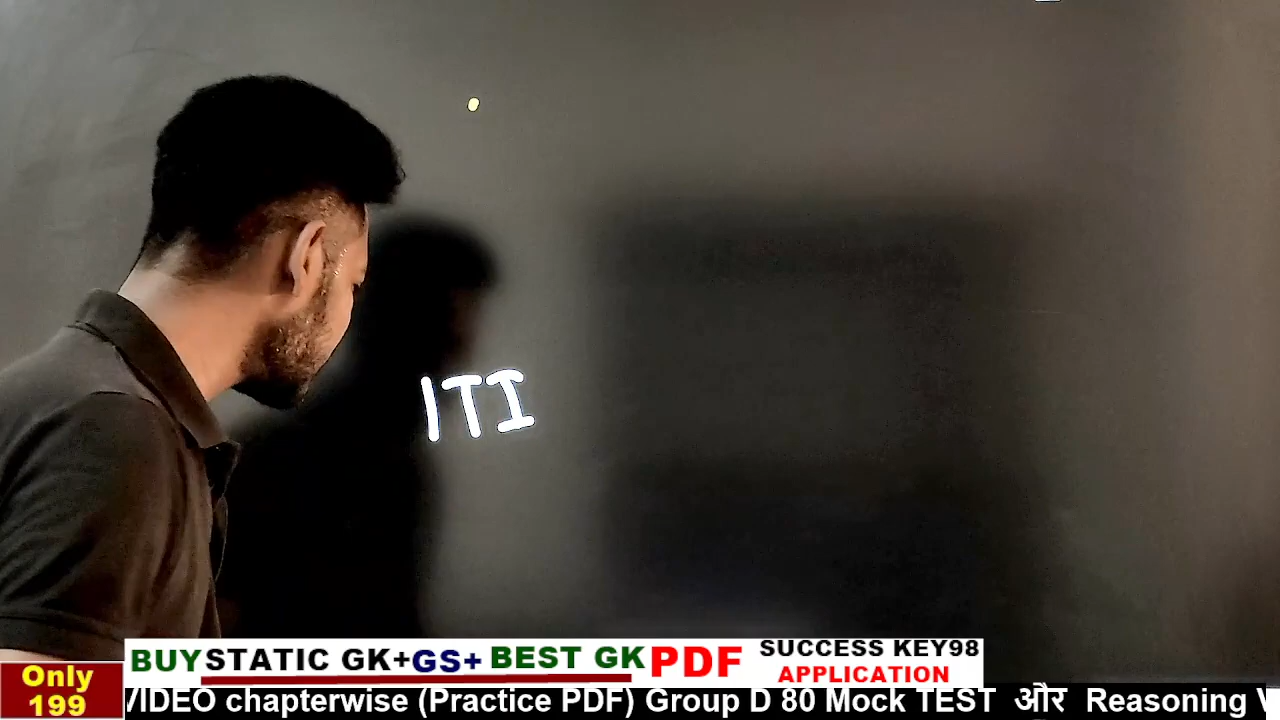 ITI
BUY STATIC GK+GS+ BEST GK PDF
SUCCESS KEY98
APPLICATION
Only
199
VIDEO chapterwise (Practice PDF) Group D 80 Mock TEST और Reasoning V